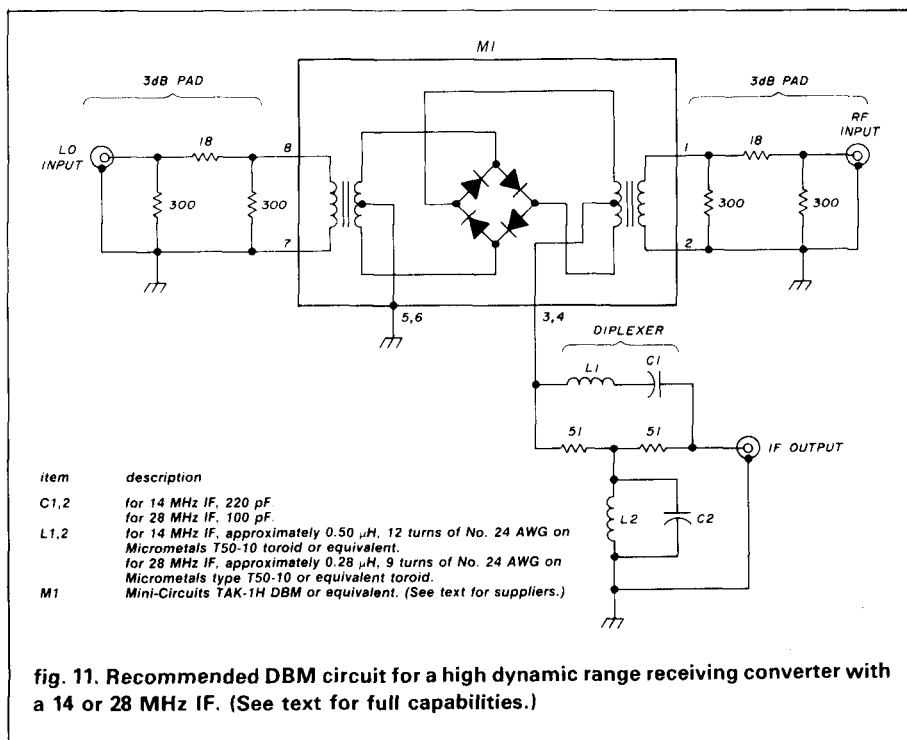 M1
3dB PAD
3dB PAD
LO
INPUT
RF
INPUT
18
18
8
1
300
300
300
300
7
2
5,6
3,4
DIPLEXER
L1
C1
51
51
IF OUTPUT
L2
C2
item description
C1,2 for 14 MHz IF, 220 pF.
for 28 MHz IF, 100 pF.
L1,2 for 14 MHz IF, approximately 0.50 μH, 12 turns of No. 24 AWG on
Micrometals T50-10 toroid or equivalent.
for 28 MHz IF, approximately 0.28 μH, 9 turns of No. 24 AWG on
Micrometals type T50-10 or equivalent toroid.
M1 Mini-Circuits TAK-1H DBM or equivalent. (See text for suppliers.)
fig. 11. Recommended DBM circuit for a high dynamic range receiving converter with
a 14 or 28 MHz IF. (See text for full capabilities.)